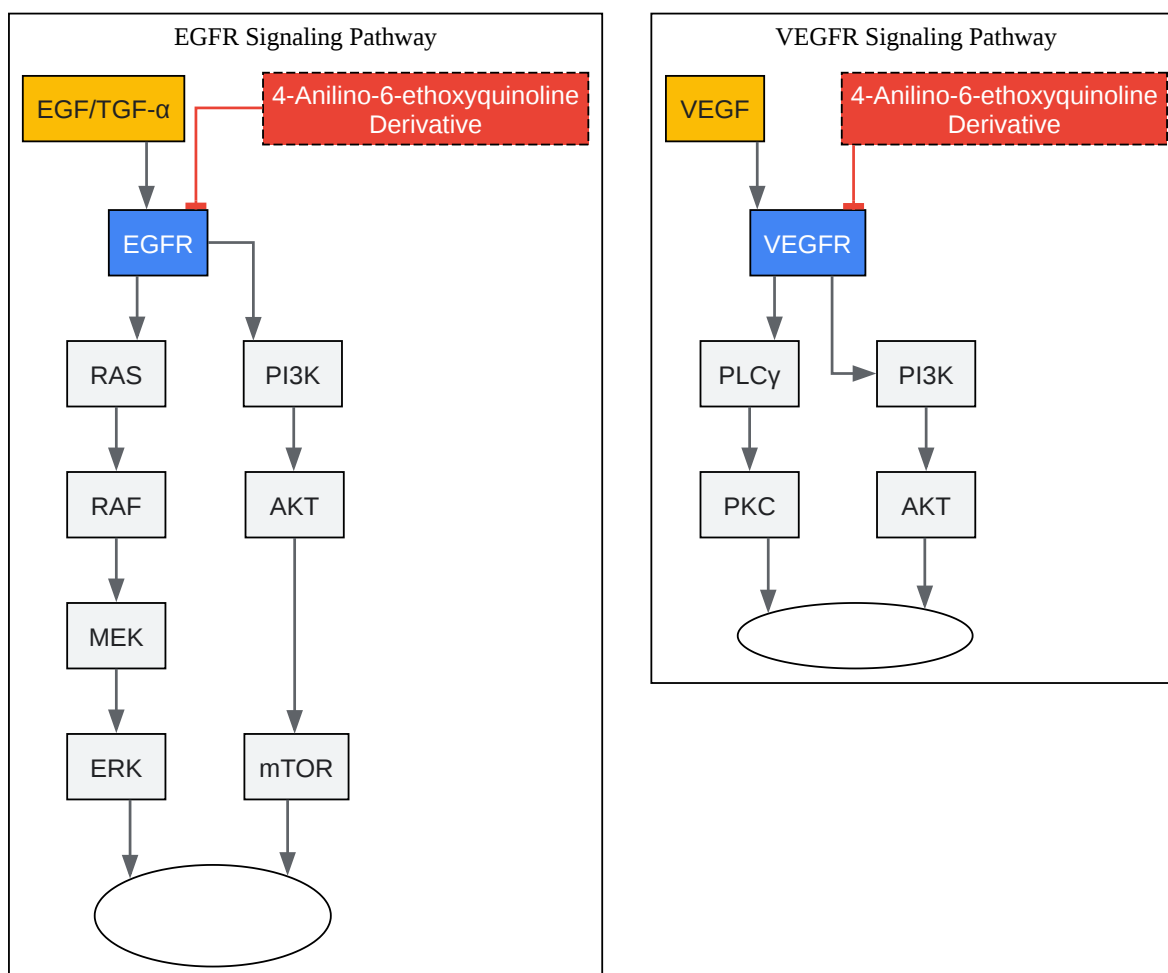 EGFR Signaling Pathway
EGF/TGF-α
4-Anilino-6-ethoxyquinoline
Derivative
EGFR
RAS
PI3K
RAF
AKT
MEK
ERK
mTOR
VEGFR Signaling Pathway
VEGF
4-Anilino-6-ethoxyquinoline
Derivative
VEGFR
PLCγ
PI3K
PKC
AKT